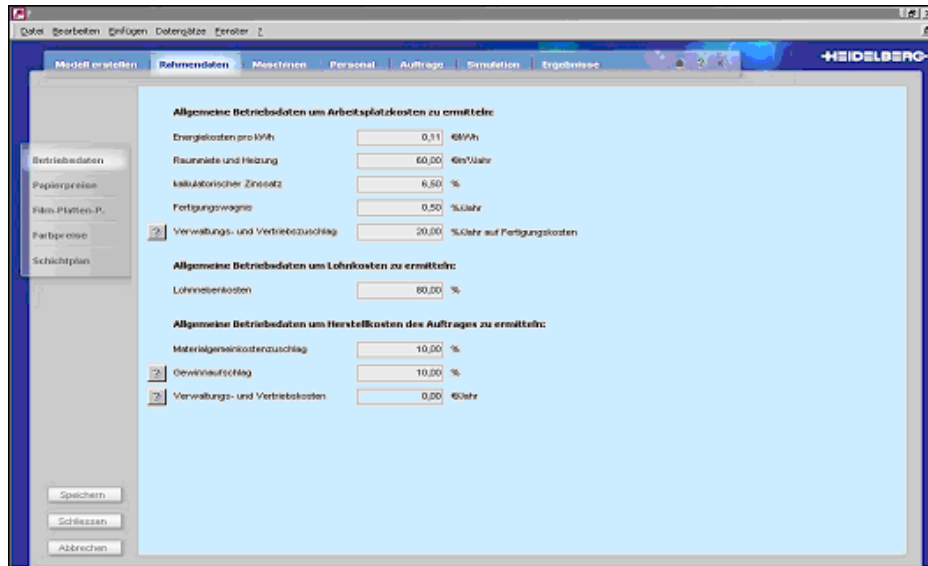 Datei Bearbeiten Einfügen Datensätze Fenster ?
Modell erstellen Rahmendaten Maschinen Personal Aufträge Simulation Ergebnisse ?
HEIDELBERG
Betriebsdaten
Papierpreise
Film-Platten-P.
Farbpreise
Schichtplan
Allgemeine Betriebsdaten um Arbeitsplatzkosten zu ermitteln:
Energiekosten pro kWh 0,11 €/kWh
Raummiete und Heizung 60,00 €/m²/Jahr
kalkulatorischer Zinssatz 6,50 %
Fertigungswagnis 0,50 %/Jahr
? Verwaltungs- und Vertriebszuschlag 20,00 %/Jahr auf Fertigungskosten
Allgemeine Betriebsdaten um Lohnkosten zu ermitteln:
Lohnnebenkosten 80,00 %
Allgemeine Betriebsdaten um Herstellkosten des Auftrages zu ermitteln:
Materialgemeinkostenzuschlag 10,00 %
? Gewinnaufschlag 10,00 %
? Verwaltungs- und Vertriebskosten 0,00 €/Jahr
Speichern
Schliessen
Abbrechen